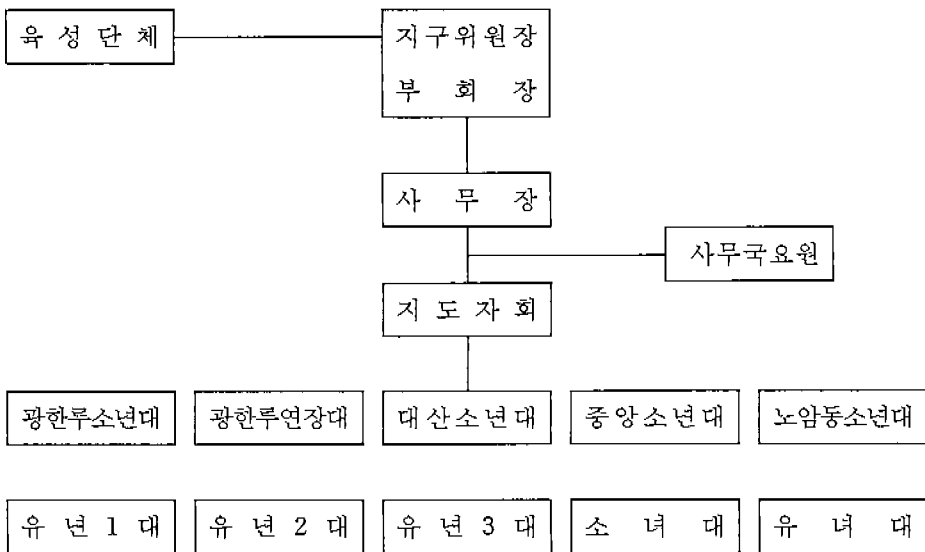 육 성 단 체
지구위원장
부 회 장
사 무 장
사무국요원
지 도 자 회
광한루소년대
광한루연장대
대산소년대
중앙소년대
노암동소년대
유 년 1 대
유 년 2 대
유 년 3 대
소 녀 대
유 녀 대